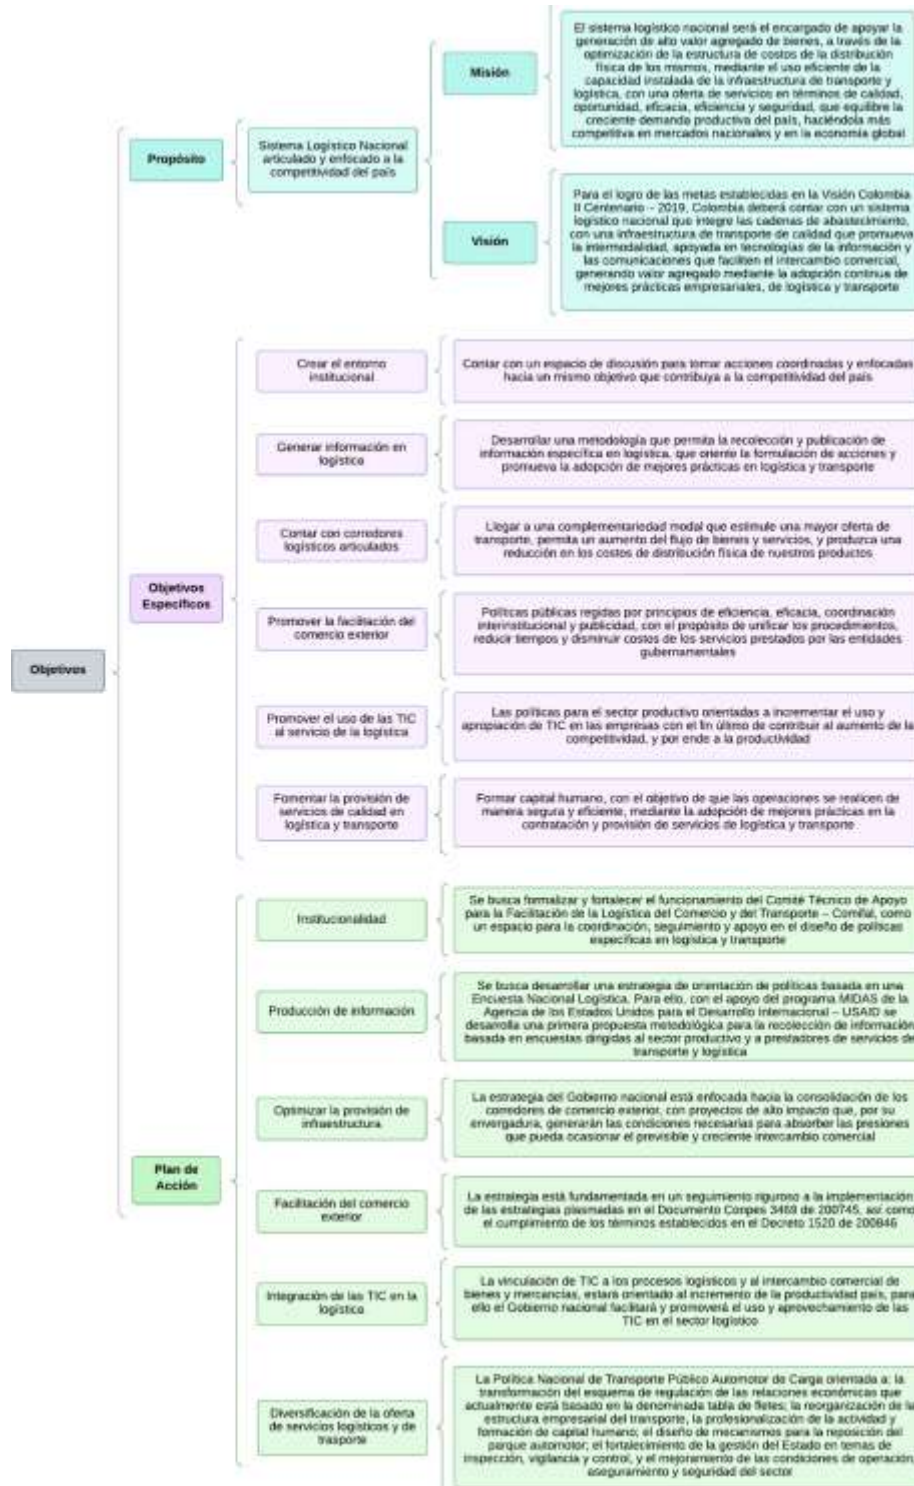 Objetivos
Propósito
Sistema Logístico Nacional
articulado y enfocado a la
competitividad del país
Misión
El sistema logístico nacional será el encargado de apoyar la
generación de alto valor agregado de bienes, a través de la
optimización de la estructura de costos de la distribución
física de los mismos, mediante el uso eficiente de la
capacidad instalada de la infraestructura de transporte y
logística, con una oferta de servicios en términos de calidad,
oportunidad, eficacia, eficiencia y seguridad, que equilibre la
creciente demanda productiva del país, haciéndola más
competitiva en mercados nacionales y en la economía global
Visión
Para el logro de las metas establecidas en la Visión Colombia
II Centenario – 2019, Colombia deberá contar con un sistema
logístico nacional que integre las cadenas de abastecimiento,
con una infraestructura de transporte de calidad que promueva
la intermodalidad, apoyada en tecnologías de la información y
las comunicaciones que faciliten el intercambio comercial,
generando valor agregado mediante la adopción continua de
mejores prácticas empresariales, de logística y transporte
Objetivos
Específicos
Crear el entorno
institucional
Contar con un espacio de discusión para tomar acciones coordinadas y enfocadas
hacia un mismo objetivo que contribuya a la competitividad del país
Generar información en
logística
Desarrollar una metodología que permita la recolección y publicación de
información específica en logística, que oriente la formulación de acciones y
promueva la adopción de mejores prácticas en logística y transporte
Contar con corredores
logísticos articulados
Llegar a una complementariedad modal que estimule una mayor oferta de
transporte, permita un aumento del flujo de bienes y servicios, y produzca una
reducción en los costos de distribución física de nuestros productos
Promover la facilitación del
comercio exterior
Políticas públicas regidas por principios de eficiencia, eficacia, coordinación
interinstitucional y publicidad, con el propósito de unificar los procedimientos,
reducir tiempos y disminuir costos de los servicios prestados por las entidades
gubernamentales
Promover el uso de las TIC
al servicio de la logística
Las políticas para el sector productivo orientadas a incrementar el uso y
apropiación de TIC en las empresas con el fin último de contribuir al aumento de la
competitividad, y por ende a la productividad
Fomentar la provisión de
servicios de calidad en
logística y transporte
Formar capital humano, con el objetivo de que las operaciones se realicen de
manera segura y eficiente, mediante la adopción de mejores prácticas en la
contratación y provisión de servicios de logística y transporte
Plan de
Acción
Institucionalidad
Se busca formalizar y fortalecer el funcionamiento del Comité Técnico de Apoyo
para la Facilitación de la Logística del Comercio y del Transporte – Comifal, como
un espacio para la coordinación, seguimiento y apoyo en el diseño de políticas
específicas en logística y transporte
Producción de información
Se busca desarrollar una estrategia de orientación de políticas basada en una
Encuesta Nacional Logística. Para ello, con el apoyo del programa MIDAS de la
Agencia de los Estados Unidos para el Desarrollo Internacional – USAID se
desarrolla una primera propuesta metodológica para la recolección de información
basada en encuestas dirigidas al sector productivo y a prestadores de servicios de
transporte y logística
Optimizar la provisión de
infraestructura
La estrategia del Gobierno nacional está enfocada hacia la consolidación de los
corredores de comercio exterior, con proyectos de alto impacto que, por su
envergadura, generarán las condiciones necesarias para absorber las presiones
que pueda ocasionar el previsible y creciente intercambio comercial
Facilitación del comercio
exterior
La estrategia está fundamentada en un seguimiento riguroso a la implementación
de las estrategias plasmadas en el Documento Conpes 3469 de 200745, así como
el cumplimiento de los términos establecidos en el Decreto 1520 de 200846
Integración de las TIC en la
logística
La vinculación de TIC a los procesos logísticos y al intercambio comercial de
bienes y mercancías, estará orientado al incremento de la productividad país, para
ello el Gobierno nacional facilitará y promoverá el uso y aprovechamiento de las
TIC en el sector logístico
Diversificación de la oferta
de servicios logísticos y de
trasporte
La Política Nacional de Transporte Público Automotor de Carga orientada a: la
transformación del esquema de regulación de las relaciones económicas que
actualmente está basado en la denominada tabla de fletes; la reorganización de la
estructura empresarial del transporte, la profesionalización de la actividad y
formación de capital humano; el diseño de mecanismos para la reposición del
parque automotor; el fortalecimiento de la gestión del Estado en temas de
inspección, vigilancia y control, y el mejoramiento de las condiciones de operación,
aseguramiento y seguridad del sector